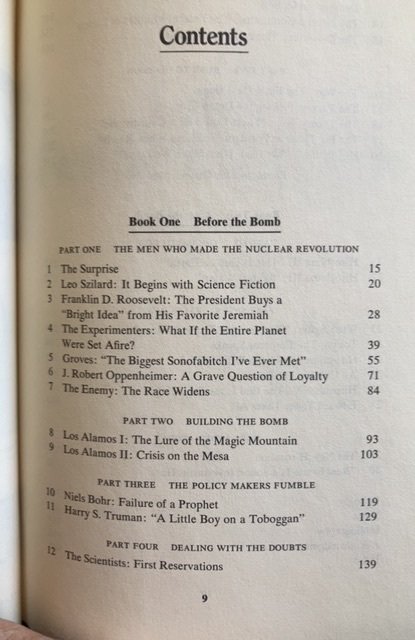 Contents
Book One Before the Bomb
PART ONE THE MEN WHO MADE THE NUCLEAR REVOLUTION
1 The Surprise 15
2 Leo Szilard: It Begins with Science Fiction 20
3 Franklin D. Roosevelt: The President Buys a
"Bright Idea" from His Favorite Jeremiah 28
4 The Experimenters: What If the Entire Planet
Were Set Afire? 39
5 Groves: "The Biggest Sonofabitch I've Ever Met" 55
6 J. Robert Oppenheimer: A Grave Question of Loyalty 71
7 The Enemy: The Race Widens 84
PART TWO BUILDING THE BOMB
8 Los Alamos I: The Lure of the Magic Mountain 93
9 Los Alamos II: Crisis on the Mesa 103
PART THREE THE POLICY MAKERS FUMBLE
10 Niels Bohr: Failure of a Prophet 119
11 Harry S. Truman: "A Little Boy on a Toboggan" 129
PART FOUR DEALING WITH THE DOUBTS
12 The Scientists: First Reservations 139
9